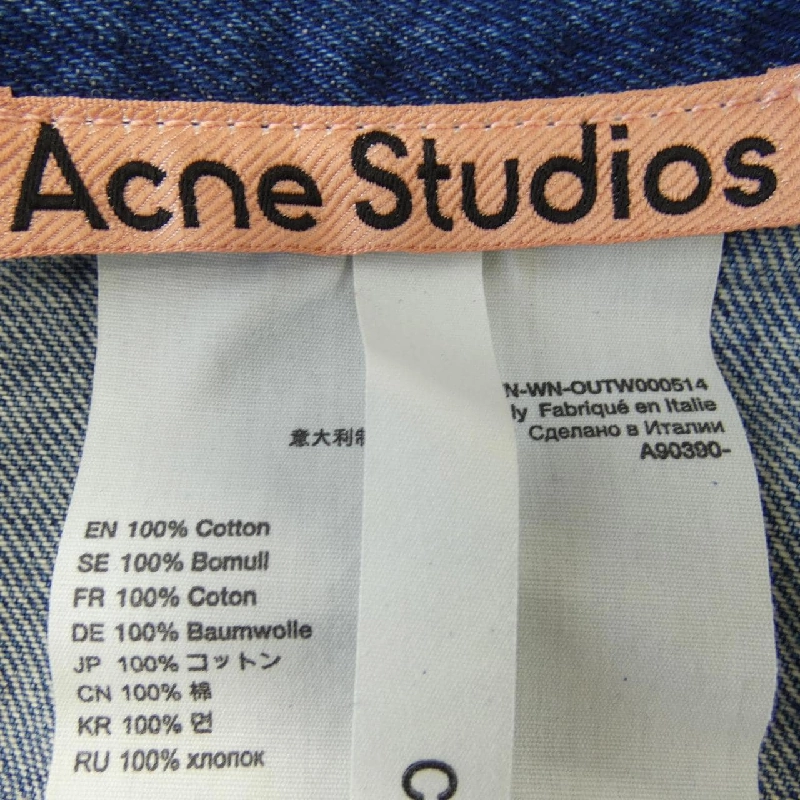 Acne Studios
N-WN-OUTW000514
ly Fabriqué en Italie
意大利制 Сделано в Италии
A90390-
EN 100% Cotton
SE 100% Bomull
FR 100% Coton
DE 100% Baumwolle
JP 100% コットン
CN 100% 棉
KR 100% 면
RU 100% хлопок
C